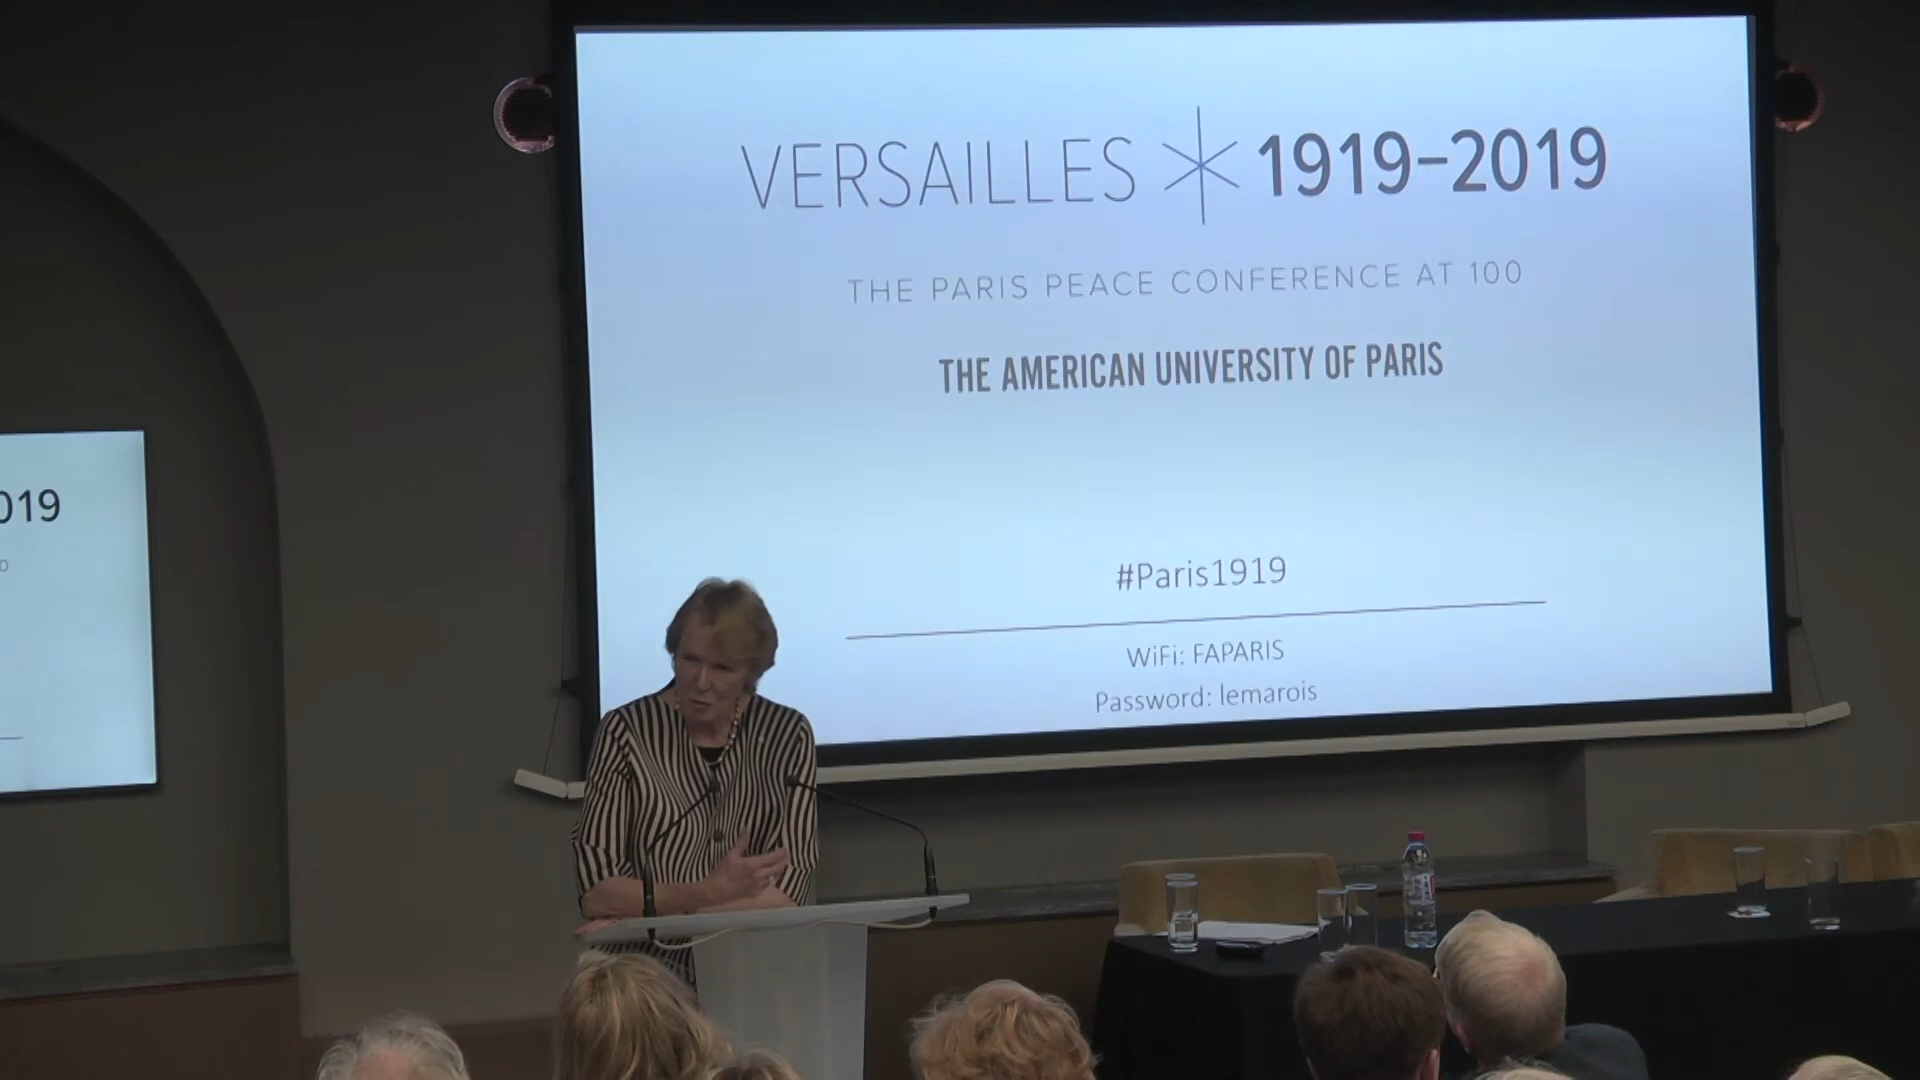 VERSAILLES 1919–2019
THE PARIS PEACE CONFERENCE AT 100
THE AMERICAN UNIVERSITY OF PARIS
#Paris1919
WiFi: FAPARIS
Password: lemarois
019
0